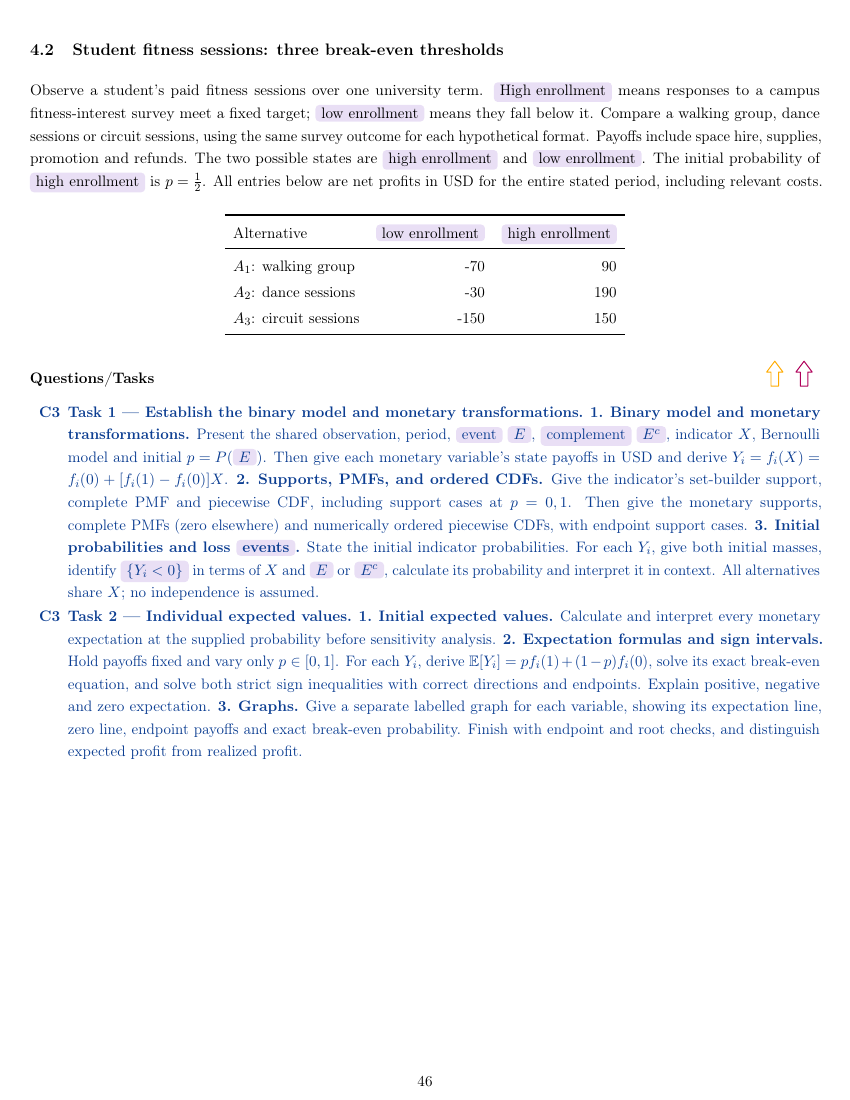 4.2 Student fitness sessions: three break-even thresholds
Observe a student's paid fitness sessions over one university term. High enrollment means responses to a campus
fitness-interest survey meet a fixed target; low enrollment means they fall below it. Compare a walking group, dance
sessions or circuit sessions, using the same survey outcome for each hypothetical format. Payoffs include space hire, supplies,
promotion and refunds. The two possible states are high enrollment and low enrollment. The initial probability of
high enrollment is p = 1/2. All entries below are net profits in USD for the entire stated period, including relevant costs.
Alternative low enrollment high enrollment
A₁: walking group -70 90
A₂: dance sessions -30 190
A₃: circuit sessions -150 150
Questions/Tasks
C3 Task 1 — Establish the binary model and monetary transformations. 1. Binary model and monetary
transformations. Present the shared observation, period, event E, complement Eᶜ, indicator X, Bernoulli
model and initial p = P(E). Then give each monetary variable's state payoffs in USD and derive Yᵢ = fᵢ(X) =
fᵢ(0) + [fᵢ(1) − fᵢ(0)]X. 2. Supports, PMFs, and ordered CDFs. Give the indicator's set-builder support,
complete PMF and piecewise CDF, including support cases at p = 0, 1. Then give the monetary supports,
complete PMFs (zero elsewhere) and numerically ordered piecewise CDFs, with endpoint support cases. 3. Initial
probabilities and loss events. State the initial indicator probabilities. For each Yᵢ, give both initial masses,
identify {Yᵢ < 0} in terms of X and E or Eᶜ, calculate its probability and interpret it in context. All alternatives
share X; no independence is assumed.
C3 Task 2 — Individual expected values. 1. Initial expected values. Calculate and interpret every monetary
expectation at the supplied probability before sensitivity analysis. 2. Expectation formulas and sign intervals.
Hold payoffs fixed and vary only p ∈ [0, 1]. For each Yᵢ, derive 𝔼[Yᵢ] = pfᵢ(1)+(1−p)fᵢ(0), solve its exact break-even
equation, and solve both strict sign inequalities with correct directions and endpoints. Explain positive, negative
and zero expectation. 3. Graphs. Give a separate labelled graph for each variable, showing its expectation line,
zero line, endpoint payoffs and exact break-even probability. Finish with endpoint and root checks, and distinguish
expected profit from realized profit.
46